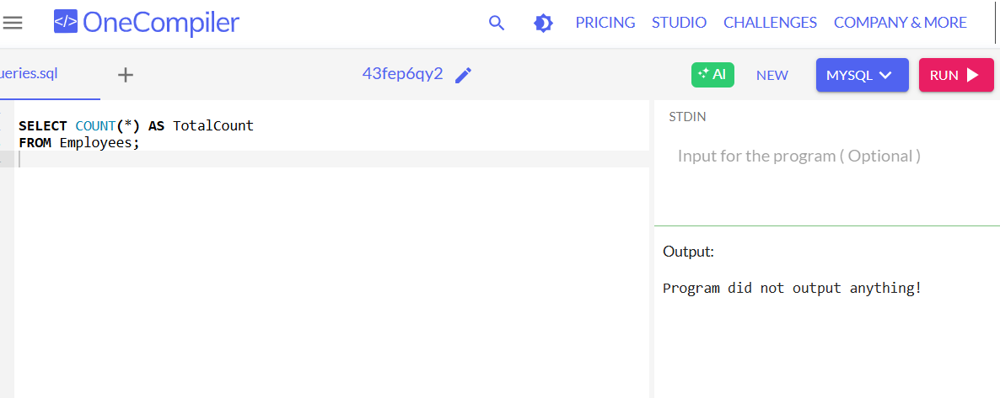 </> OneCompiler
PRICING STUDIO CHALLENGES COMPANY & MORE
ueries.sql
43fep6qy2
AI NEW MYSQL RUN
SELECT COUNT(*) AS TotalCount
FROM Employees;
STDIN
Input for the program ( Optional )
Output:
Program did not output anything!